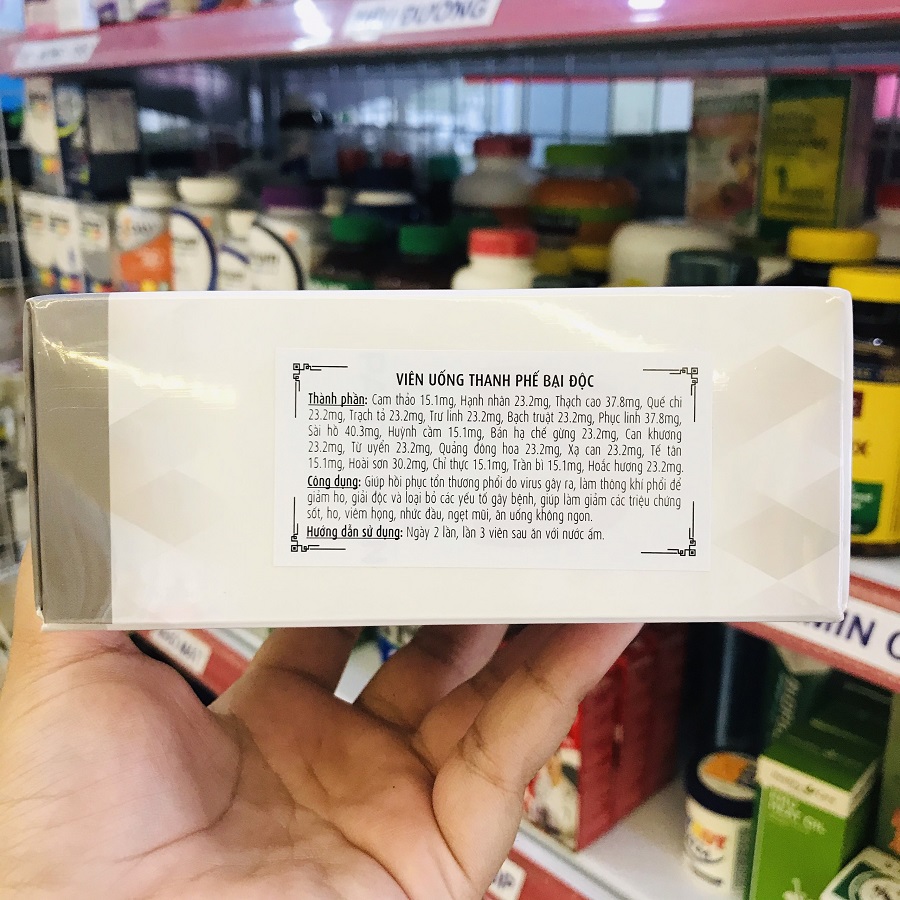 VIÊN UỐNG THANH PHẾ BẠI ĐỘC
Thành phần: Cam thảo 15.1mg, Hạnh nhân 23.2mg, Thạch cao 37.8mg, Quế chi
23.2mg, Trạch tả 23.2mg, Trư linh 23.2mg, Bạch truật 23.2mg, Phục linh 37.8mg,
Sài hồ 40.3mg, Huỳnh cầm 15.1mg, Bán hạ chế gừng 23.2mg, Can khương
23.2mg, Tử uyển 23.2mg, Quảng đông hoa 23.2mg, Xạ can 23.2mg, Tế tân
15.1mg, Hoài sơn 30.2mg, Chỉ thực 15.1mg, Trần bì 15.1mg, Hoắc hương 23.2mg.
Công dụng: Giúp hồi phục tổn thương phổi do virus gây ra, làm thông khí phổi để
giảm ho, giải độc và loại bỏ các yếu tố gây bệnh, giúp làm giảm các triệu chứng
sốt, ho, viêm họng, nhức đầu, ngẹt mũi, ăn uống không ngon.
Hướng dẫn sử dụng: Ngày 2 lần, lần 3 viên sau ăn với nước ấm.